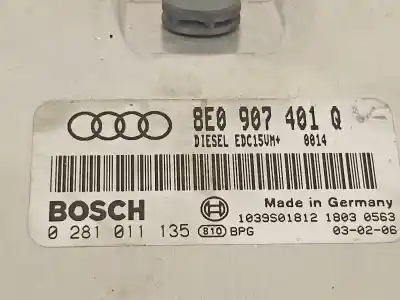 8E0 907 401 Q
DIESEL EDC15VM+ 0014
BOSCH
Made in Germany
1039S01812 1803 0563
0 281 011 135 810 BPG 03-02-06